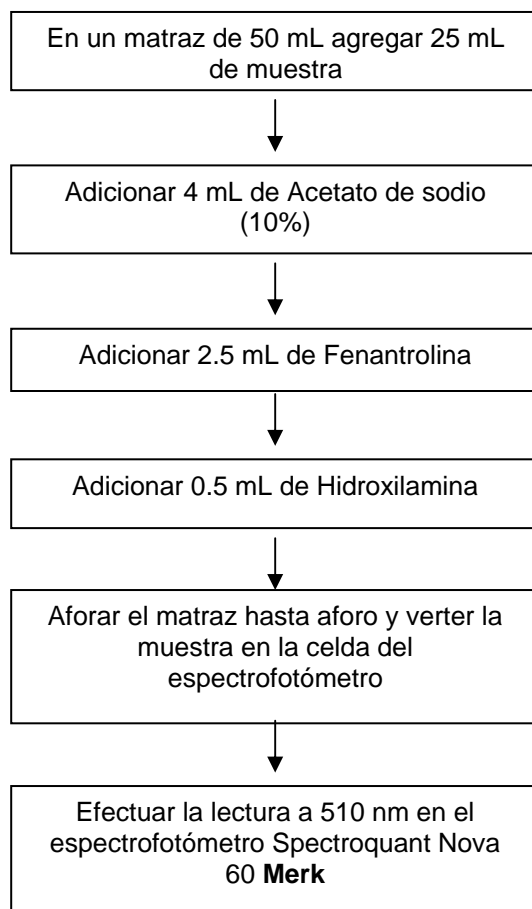 En un matraz de 50 mL agregar 25 mL
de muestra
Adicionar 4 mL de Acetato de sodio
(10%)
Adicionar 2.5 mL de Fenantrolina
Adicionar 0.5 mL de Hidroxilamina
Aforar el matraz hasta aforo y verter la
muestra en la celda del
espectrofotómetro
Efectuar la lectura a 510 nm en el
espectrofotómetro Spectroquant Nova
60 Merk